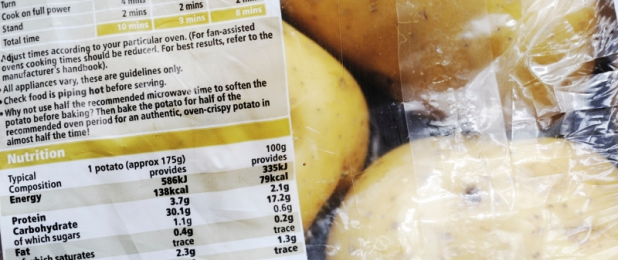 Turn 4 mins
Cook on full power 2 mins 2 mins 2 mins
Stand 10 mins 9 mins 8 mins
Total time
Adjust times according to your particular oven. (For fan-assisted
ovens cooking times should be reduced. For best results, refer to the
manufacturer's handbook).
• All appliances vary, these are guidelines only.
• Check food is piping hot before serving.
• Why not use half the recommended microwave time to soften the
potato before baking? Then bake the potato for half of the
recommended oven period for an authentic, oven-crispy potato in
almost half the time!
Nutrition
Typical 1 potato (approx 175g) 100g
Composition provides provides
Energy 586kJ 335kJ
138kcal 79kcal
Protein 3.7g 2.1g
Carbohydrate 30.1g 17.2g
of which sugars 1.1g 0.6g
Fat 0.4g 0.2g
of which saturates trace trace
2.3g 1.3g
trace